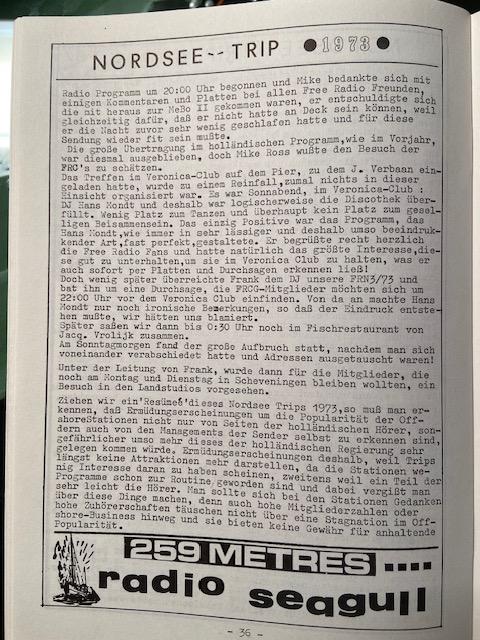 NORDSEE-- TRIP ●1973●
Radio Programm um 20:00 Uhr begonnen und Mike bedankte sich mit
einigen Kommentaren und Platten bei allen Free Radio Freunden,
die mit heraus zur MeBo II gekommen waren, er entschuldigte sich
gleichzeitig dafür, daß er nicht hatte an Deck sein können, weil
er die Nacht zuvor sehr wenig geschlafen hatte und für diese
Sendung wieder fit sein mußte.
Die große Übertragung im holländischen Programm,wie im Vorjahr,
war diesmal ausgeblieben, doch Mike Ross wußte den Besuch der
FRC's zu schätzen.
Das Treffen im Veronica-Club auf dem Pier, zu dem J. Verbaan ein-
geladen hatte, wurde zu einem Reinfall,zumal nichts in dieser
Hinsicht organisiert war. Es war Sonnabend, im Veronica-Club :
DJ Hans Mondt und deshalb war logischerweise die Discothek über-
füllt. Wenig Platz zum Tanzen und überhaupt kein Platz zum gesel-
ligen Beisammensein. Das einzig Positive war das Programm, das
Hans Mondt,wie immer in sehr lässiger und deshalb umso beeindruk-
kender Art,fast perfekt,gestaltete. Er begrüßte recht herzlich
die Free Radio Fans und hatte natürlich das größte Interesse,die-
se gut zu unterhalten,um sie im Veronica Club zu halten, was er
auch sofort per Platten und Durchsagen erkennen ließ!
Doch wenig später überreichte Frank dem DJ unsere FRN3/73 und
bat ihm um eine Durchsage, die FRCG-Mitglieder möchten sich um
22:00 Uhr vor dem Veronica Club einfinden. Von da an machte Hans
Mondt nur noch ironische Bemerkungen, so daß der Eindruck entste-
hen mußte, wir hätten uns blamiert.
Später saßen wir dann bis 0:30 Uhr noch im Fischrestaurant von
Jacq. Vrolijk zusammen.
Am Sonntagmorgen fand der große Aufbruch statt, nachdem man sich
voneinander verabschiedet hatte und Adressen ausgetauscht waren!
Unter der Leitung von Frank, wurde dann für die Mitglieder, die
noch am Montag und Dienstag in Scheveningen bleiben wollten, ein
Besuch in den Landstudios vorgesehen.
Ziehen wir ein'Resümeé'dieses Nordsee Trips 1973,so muß man er-
kennen, daß Ermüdungserscheinungen um die Popularität der Off-
shoreStationen nicht nur von Seiten der holländischen Hörer, son-
dern auch von den Managements der Sender selbst zu erkennen sind,
gefährlicher umso mehr dieses der holländischen Regierung sehr
gelegen kommen würde. Ermüdungserscheinungen deshalb, weil Trips
längst keine Attraktionen mehr darstellen, da die Stationen we-
nig Interesse daran zu haben scheinen, zweitens weil ein Teil der
Programme schon zur Routine geworden sind und dabei vergißt man
sehr leicht die Hörer. Man sollte sich bei den Stationen Gedanken
über diese Dinge machen, denn auch hohe Mitgliederzahlen oder
hohe Zuhörerschaften täuschen nicht über eine Stagnation im Off-
shore-Business hinweg und sie bieten keine Gewähr für anhaltende
Popularität.
259 METRES ....
radio seagull
- 36 -